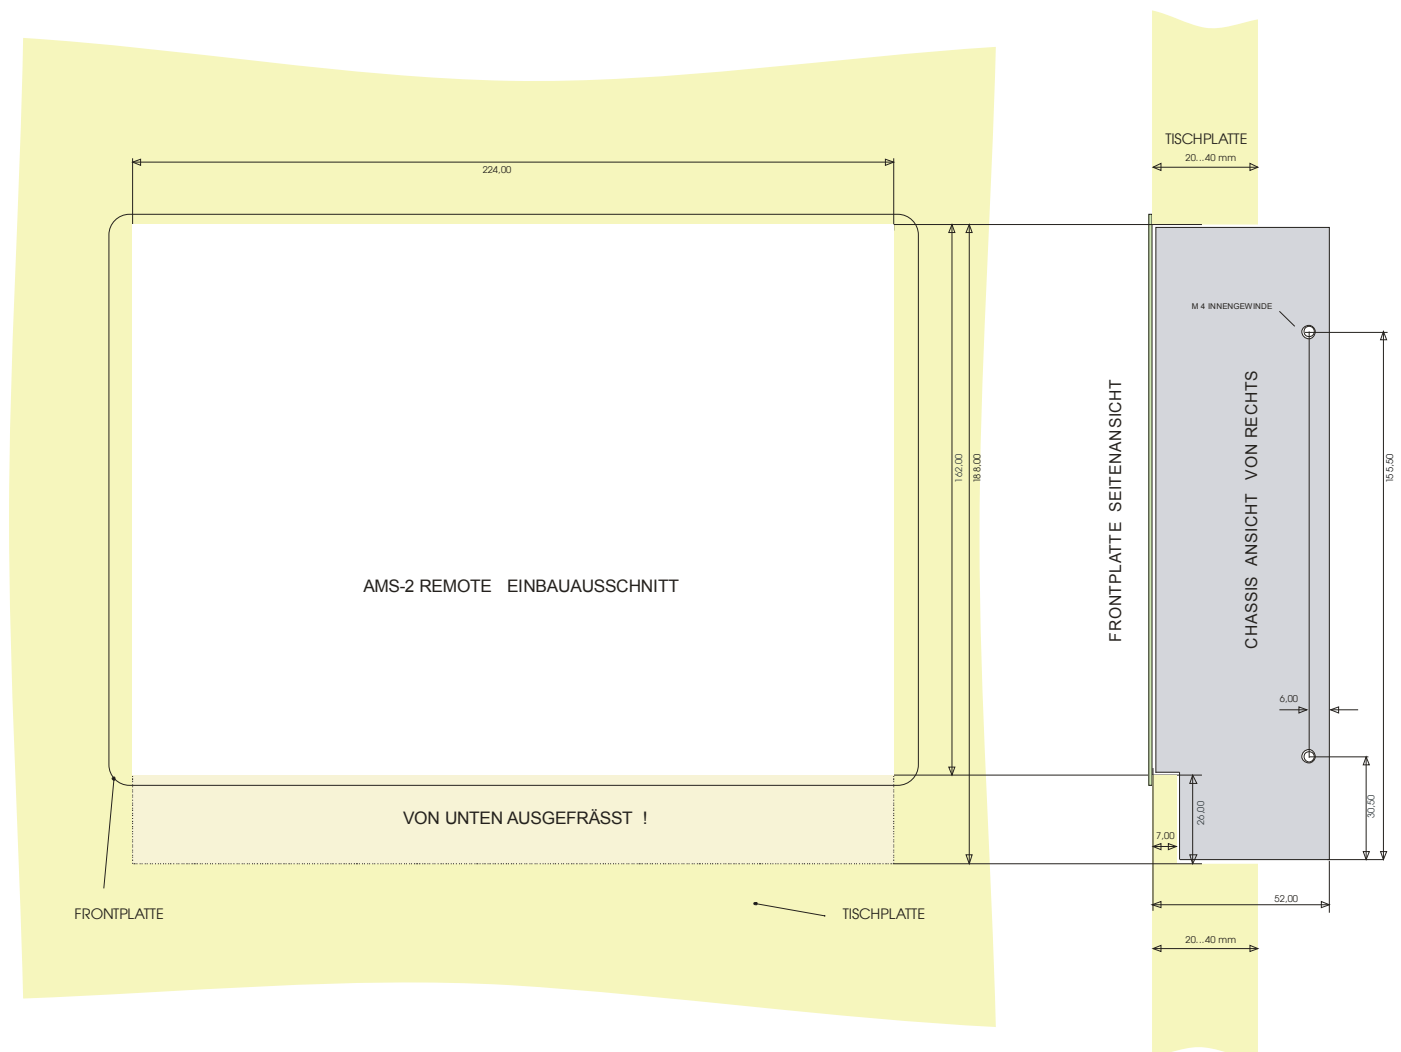 TISCHPLATTE
20...40 mm
224,00
M 4 INNENGEWINDE
162,00
188,00
155,50
FRONTPLATTE SEITENANSICHT
CHASSIS ANSICHT VON RECHTS
AMS-2 REMOTE EINBAUAUSSCHNITT
6,00
VON UNTEN AUSGEFRÄSST !
26,00
30,50
7,00
52,00
FRONTPLATTE
TISCHPLATTE
20...40 mm